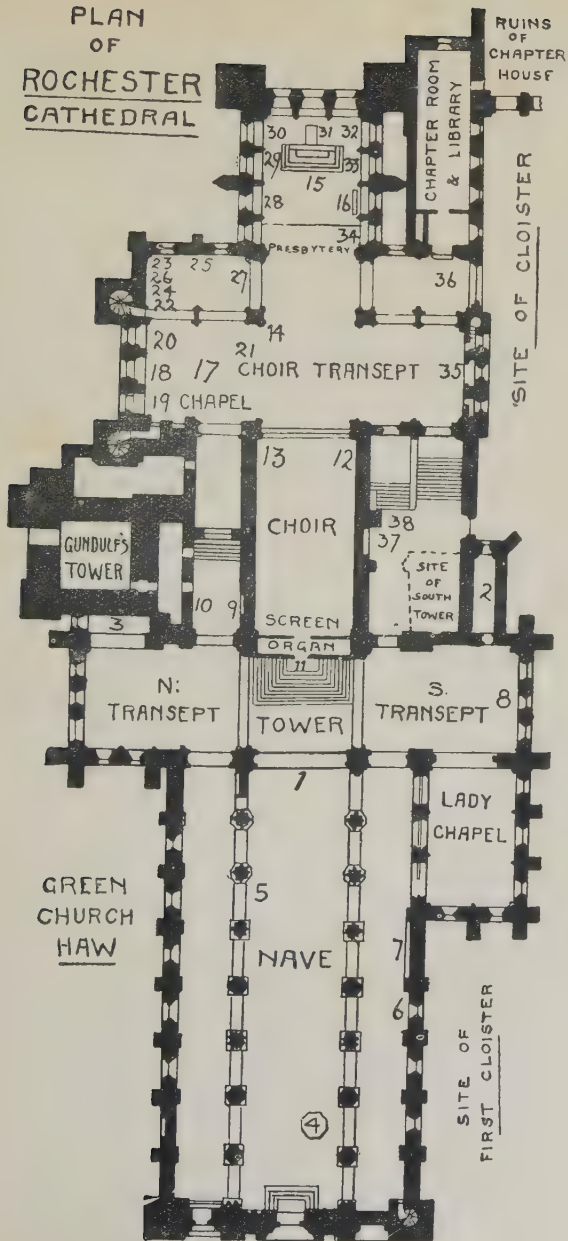 PLAN
OF
ROCHESTER
CATHEDRAL
RUINS
OF
CHAPTER
HOUSE
CHAPTER ROOM
& LIBRARY
SITE OF CLOISTER
30 31 32
29 33
15
28 16
34
PRESBYTERY
23 25
26 27 36
24
22
14
20
21
18 17 CHOIR TRANSEPT 35
19 CHAPEL
13 12
CHOIR
38
37
GUNDULF'S
TOWER
SITE
OF
SOUTH
TOWER
2
10 9
SCREEN
ORGAN
11
3
N:
TRANSEPT
TOWER
S.
TRANSEPT
8
1
LADY
CHAPEL
GREEN
CHURCH
HAW
5
NAVE
7
6
SITE OF
FIRST CLOISTER
4